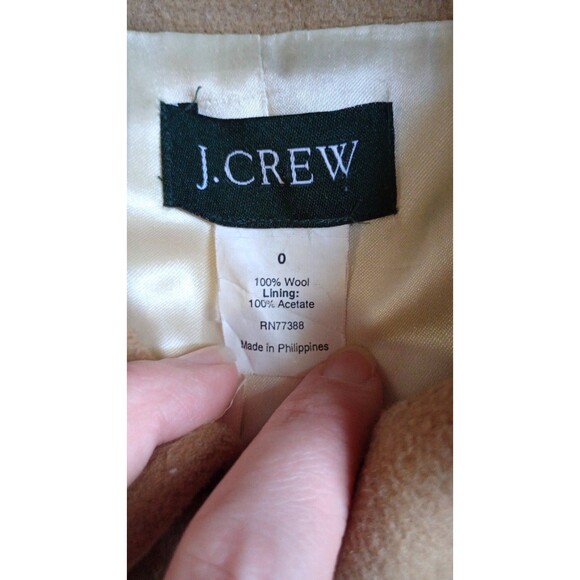 J.CREW
0
100% Wool
Lining:
100% Acetate
RN77388
Made in Philippines